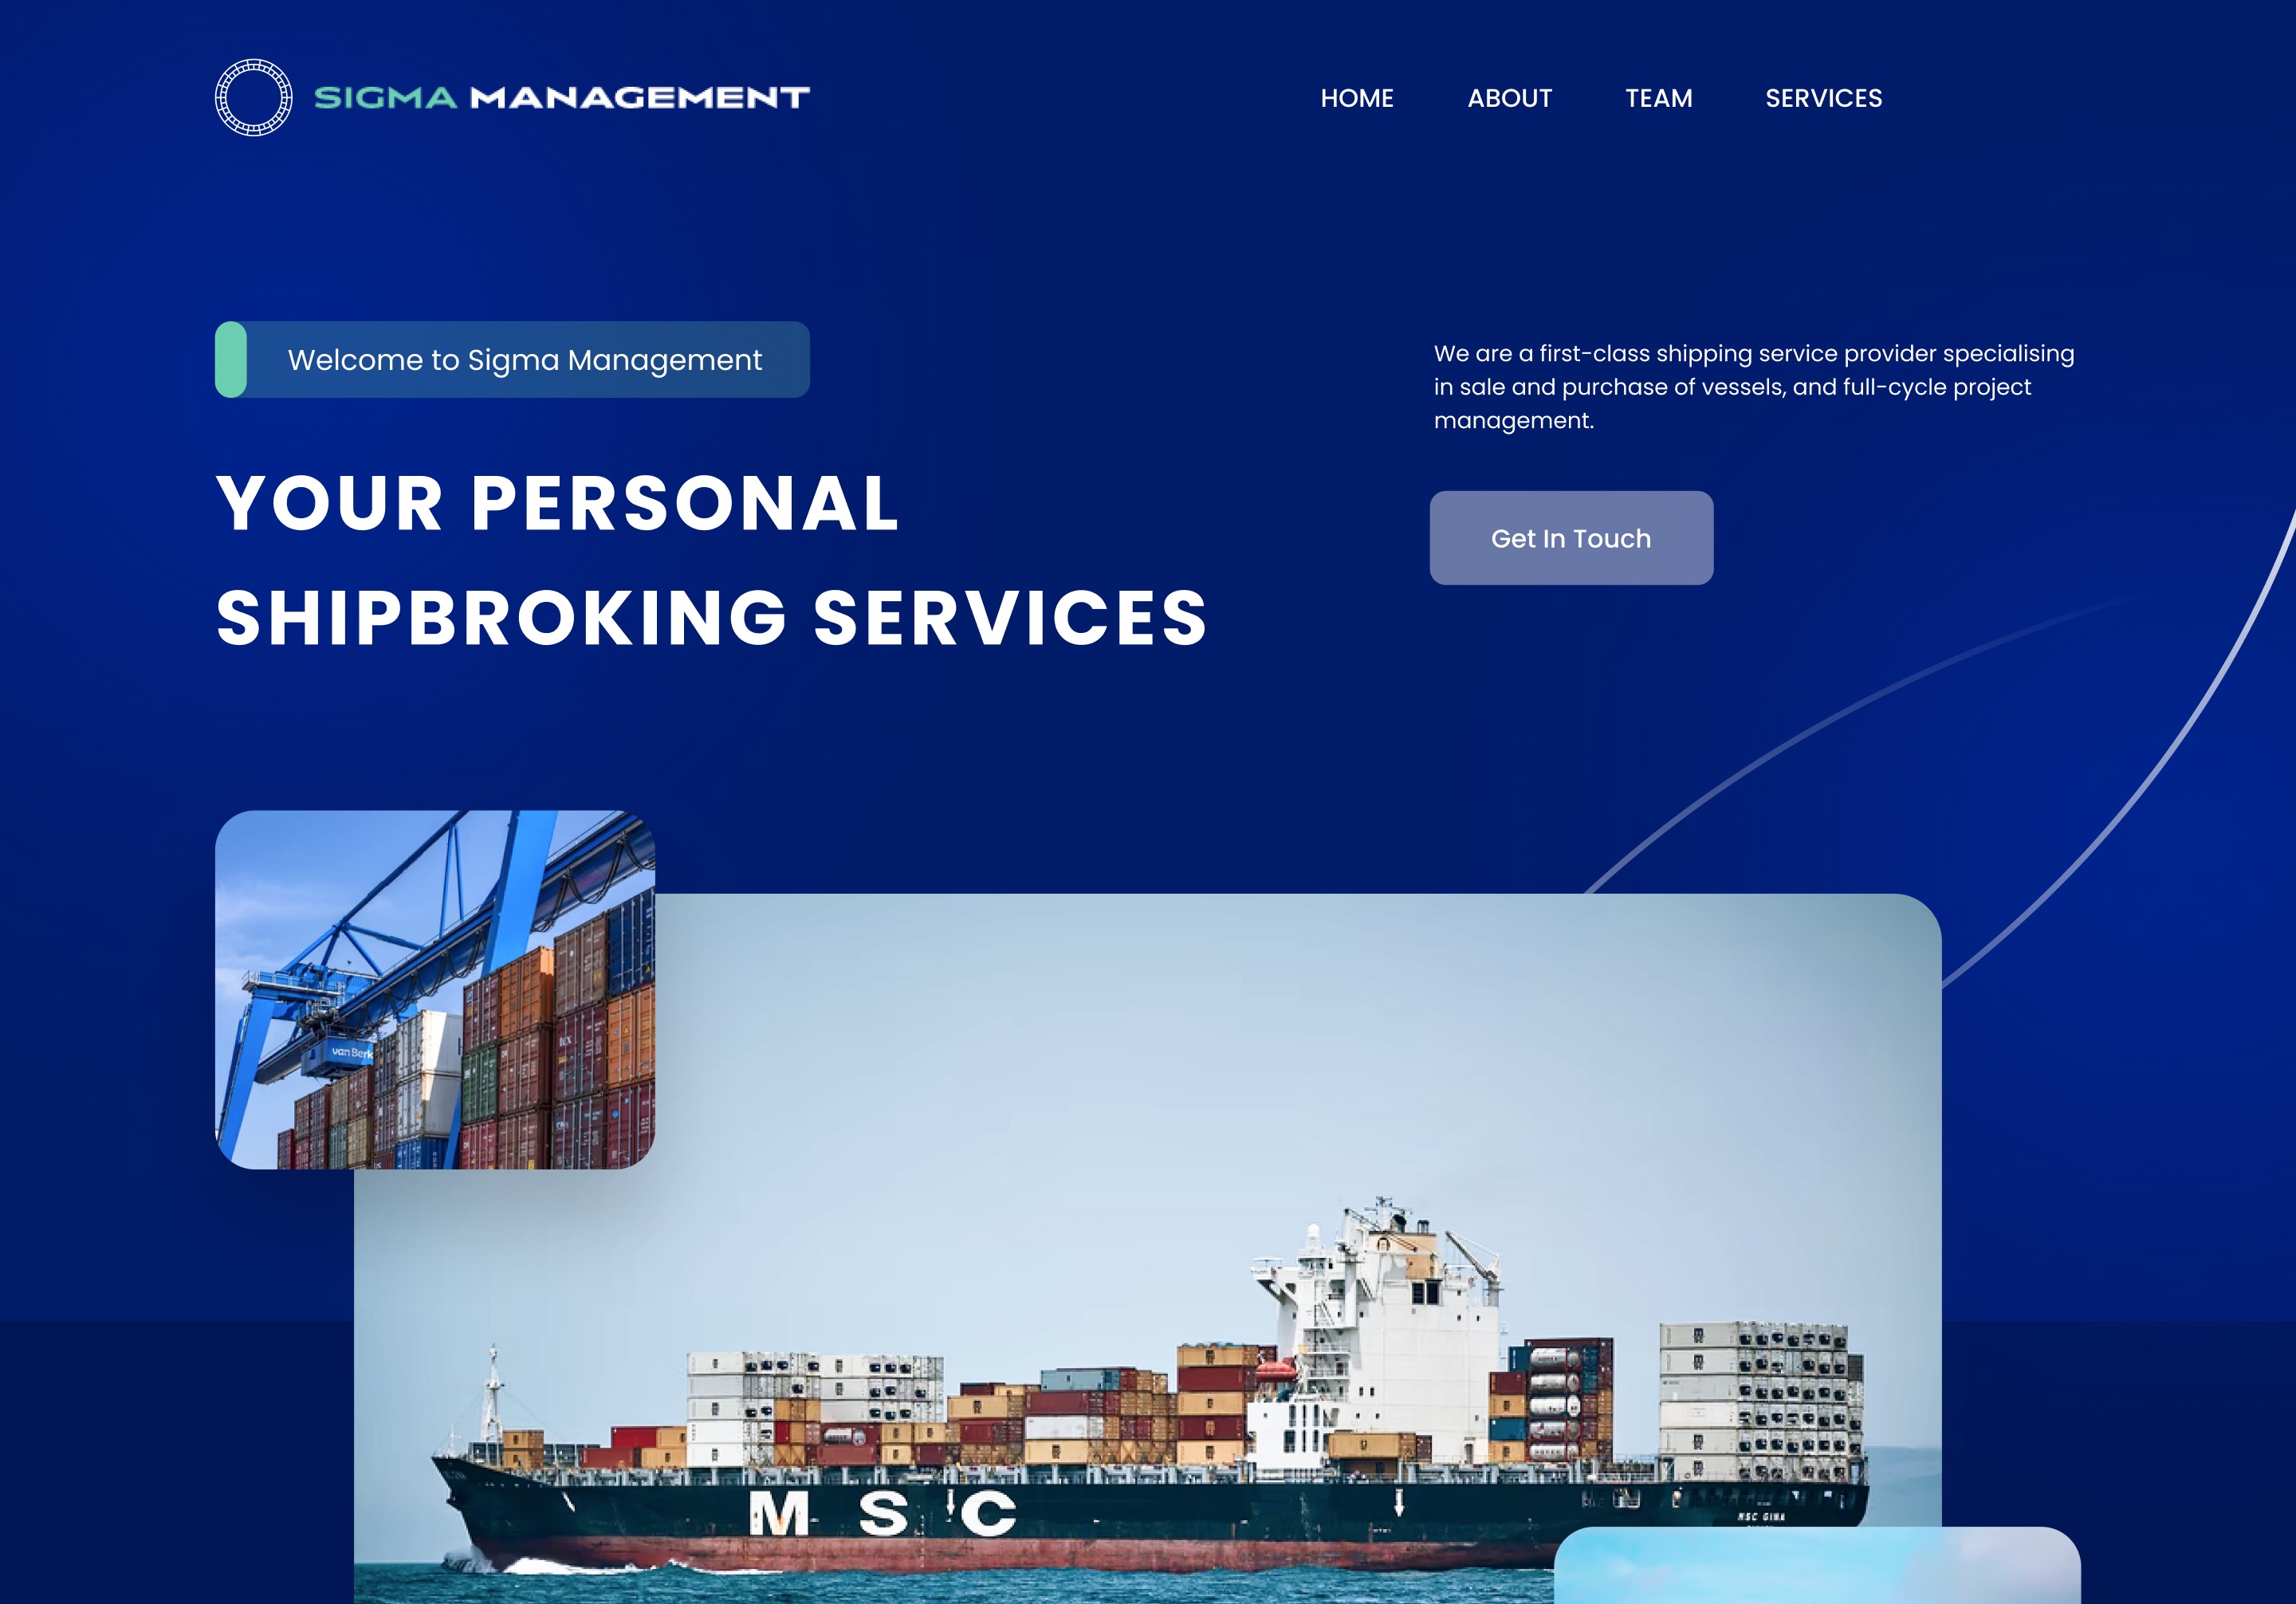 SIGMA MANAGEMENT
HOME ABOUT TEAM SERVICES
Welcome to Sigma Management
YOUR PERSONAL
SHIPBROKING SERVICES
We are a first-class shipping service provider specialising
in sale and purchase of vessels, and full-cycle project
management.
Get In Touch
van Berk
M S C
MSC GINA